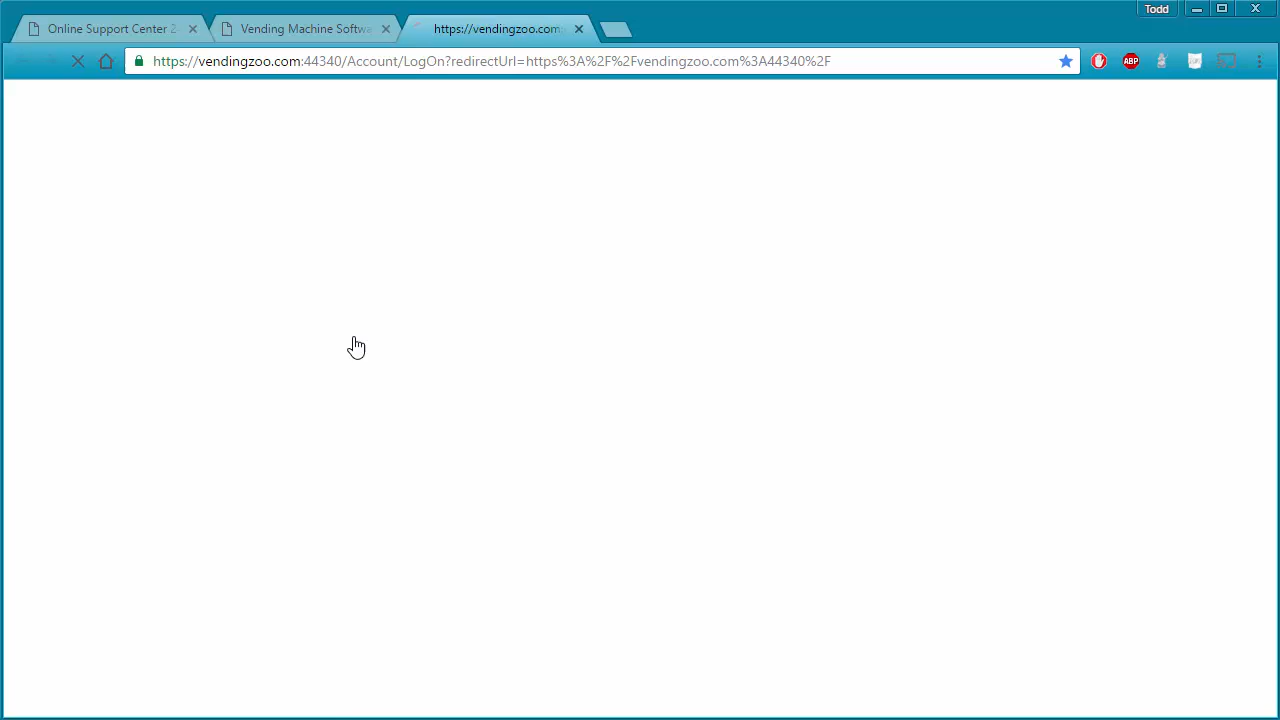 Todd
Online Support Center 2
Vending Machine Softwa
https://vendingzoo.com
https://vendingzoo.com:44340/Account/LogOn?redirectUrl=https%3A%2F%2Fvendingzoo.com%3A44340%2F
ABP